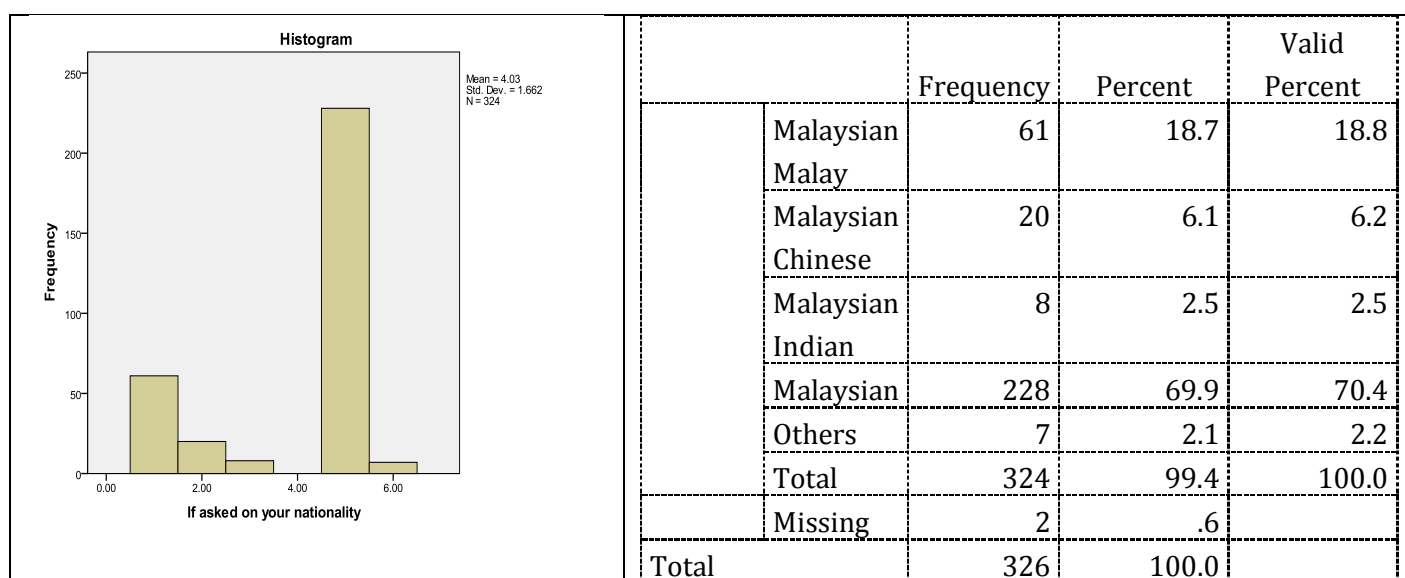 Histogram
Mean = 4.03
Std. Dev. = 1.662
N = 324
250
200
150
100
50
0
Frequency
0.00 2.00 4.00 6.00
If asked on your nationality
Valid
Frequency Percent Percent
Malaysian 61 18.7 18.8
Malay
Malaysian 20 6.1 6.2
Chinese
Malaysian 8 2.5 2.5
Indian
Malaysian 228 69.9 70.4
Others 7 2.1 2.2
Total 324 99.4 100.0
Missing 2 .6
Total 326 100.0